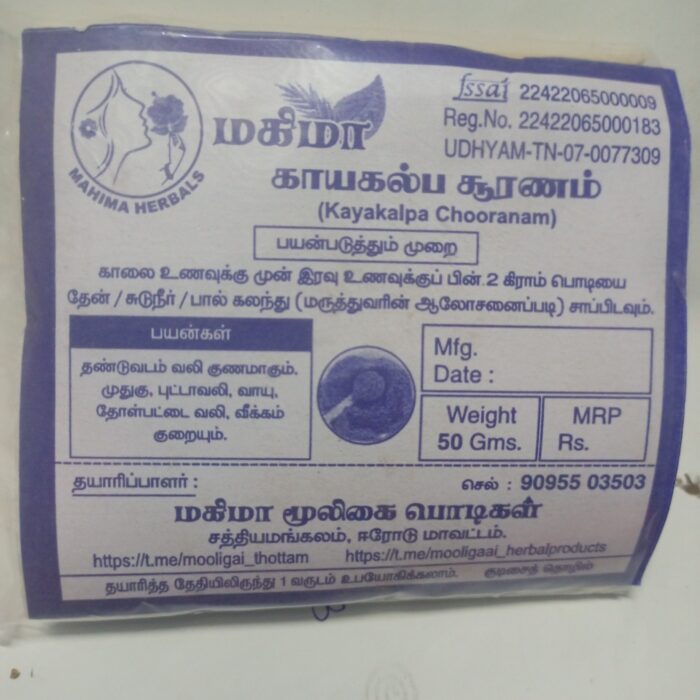 fssai 22422065000009
மகிமா
Reg.No. 22422065000183
UDHYAM-TN-07-0077309
MAHIMA HERBALS
காயகல்ப சூரணம்
(Kayakalpa Chooranam)
பயன்படுத்தும் முறை
காலை உணவுக்கு முன் இரவு உணவுக்குப் பின் 2 கிராம் பொடியை
தேன் / சுடுநீர் / பால் கலந்து (மருத்துவரின் ஆலோசனைப்படி) சாப்பிடவும்.
பயன்கள்
தண்டுவடம் வலி குணமாகும்.
முதுகு, புட்டாவலி, வாயு,
தோள்பட்டை வலி, வீக்கம்
குறையும்.
Mfg.
Date :
Weight
50 Gms.
MRP
Rs.
தயாரிப்பாளர் :
செல் : 90955 03503
மகிமா மூலிகை பொடிகள்
சத்தியமங்கலம், ஈரோடு மாவட்டம்.
https://t.me/mooligai_thottam https://t.me/mooligaai_herbalproducts
தயாரித்த தேதியிலிருந்து 1 வருடம் உபயோகிக்கலாம். குடிசைத் தொழில்